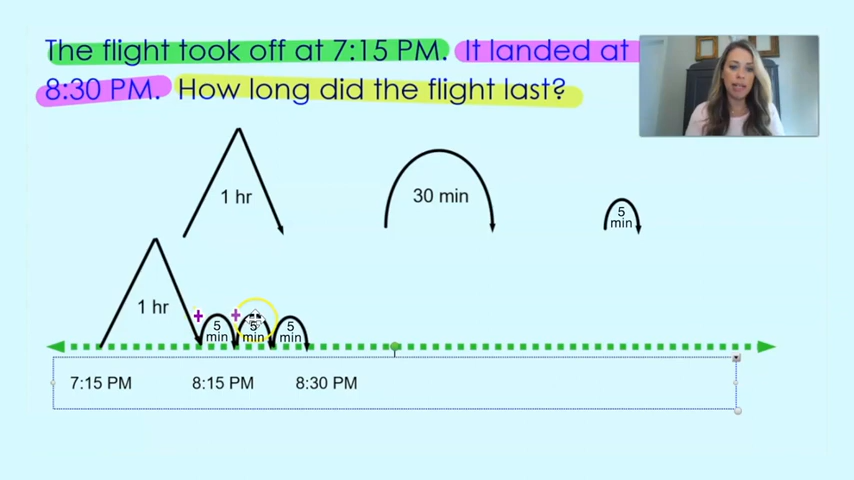 The flight took off at 7:15 PM. It landed at
8:30 PM. How long did the flight last?
1 hr
30 min
5
min
1 hr
+
5
min
+
5
min
5
min
7:15 PM
8:15 PM
8:30 PM